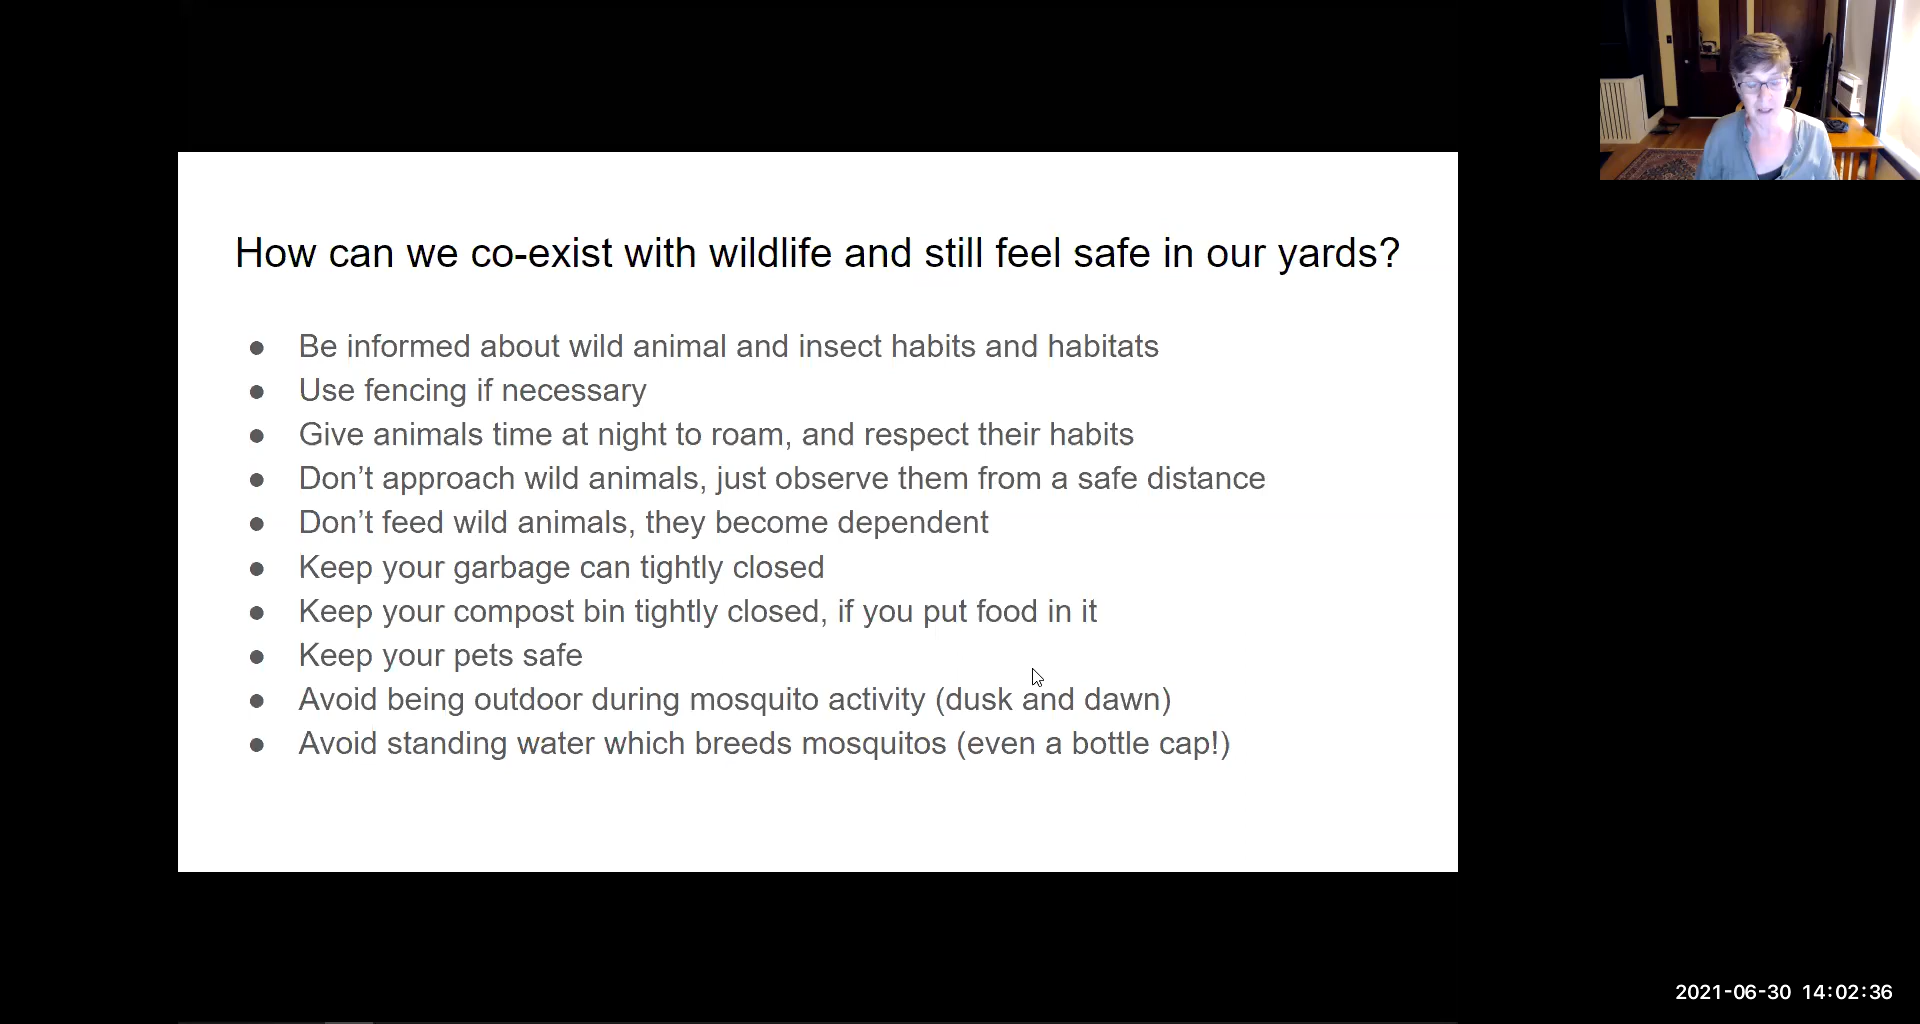 How can we co-exist with wildlife and still feel safe in our yards?
● Be informed about wild animal and insect habits and habitats
● Use fencing if necessary
● Give animals time at night to roam, and respect their habits
● Don’t approach wild animals, just observe them from a safe distance
● Don’t feed wild animals, they become dependent
● Keep your garbage can tightly closed
● Keep your compost bin tightly closed, if you put food in it
● Keep your pets safe
● Avoid being outdoor during mosquito activity (dusk and dawn)
● Avoid standing water which breeds mosquitos (even a bottle cap!)
2021-06-30 14:02:36